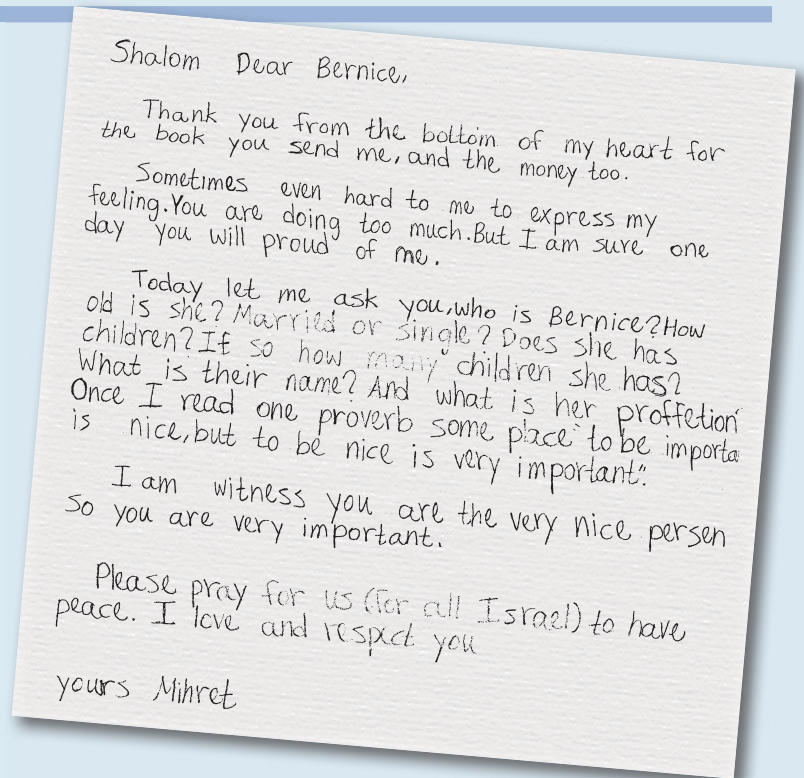 Shalom Dear Bernice,
Thank you from the bottom of my heart for
the book you send me, and the money too.
Sometimes even hard to me to express my
feeling. You are doing too much. But I am sure one
day you will proud of me.
Today let me ask you, who is Bernice? How
old is she? Married or single? Does she has
children? If so how many children she has?
What is their name? And what is her proffetion
Once I read one proverb some place "to be importa
is nice, but to be nice is very important".
I am witness you are the very nice persen
So you are very important.
Please pray for us (for all Israel) to have
peace. I love and respect you
yours Mihret